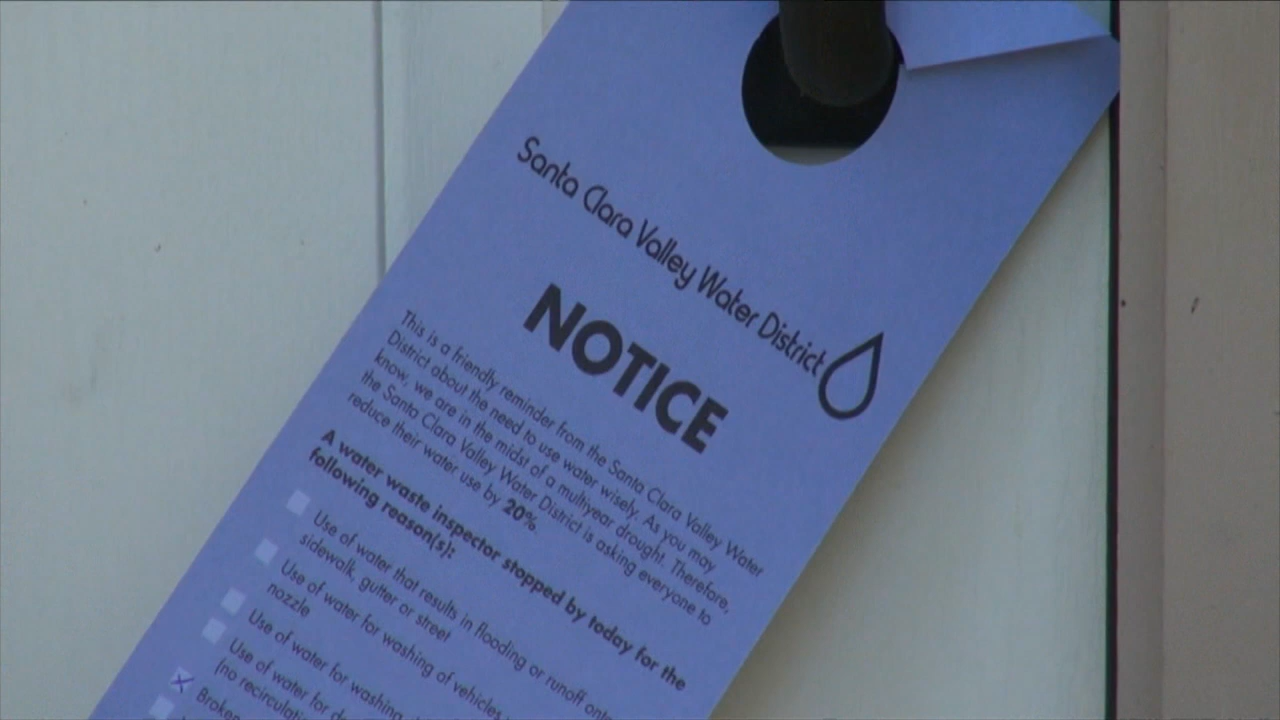 Santa Clara Valley Water District
NOTICE
This is a friendly reminder from the Santa Clara Valley Water
District about the need to use water wisely. As you may
know, we are in the midst of a multiyear drought. Therefore,
the Santa Clara Valley Water District is asking everyone to
reduce their water use by 20%.
A water waste inspector stopped by today for the
following reason(s):
Use of water that results in flooding or runoff onto
sidewalk, gutter or street
Use of water for washing of vehicles
nozzle
Use of water for washing
Use of water for
(no
Broken